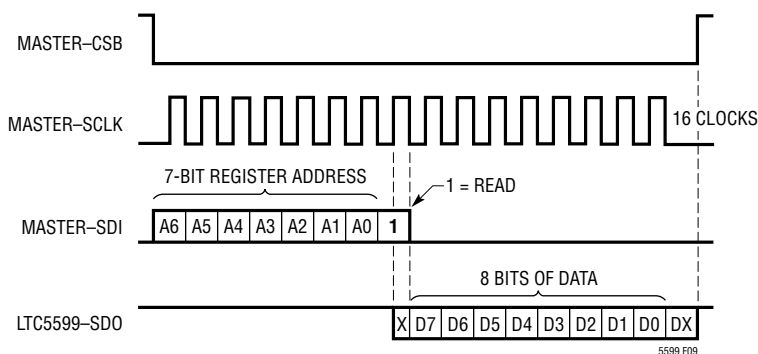 MASTER–CSB
MASTER–SCLK
16 CLOCKS
7-BIT REGISTER ADDRESS
1 = READ
MASTER–SDI
A6 A5 A4 A3 A2 A1 A0 1
8 BITS OF DATA
LTC5599–SDO
X D7 D6 D5 D4 D3 D2 D1 D0 DX
5599 F09